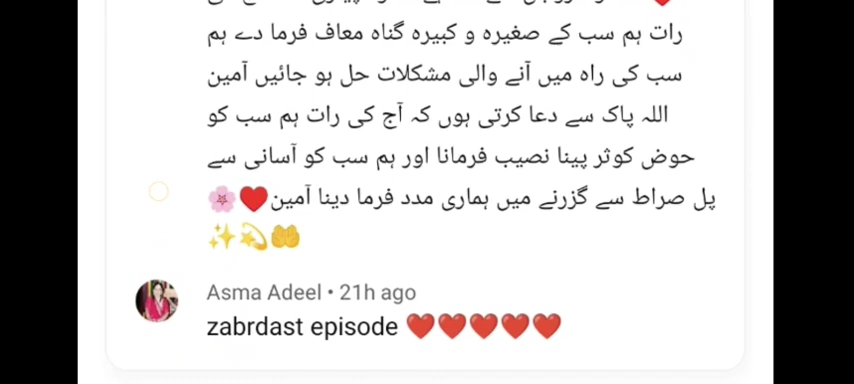 رات ہم سب کے صغیرہ و کبیرہ گناہ معاف فرما دے ہم
سب کی راہ میں آنے والی مشکلات حل ہو جائیں آمین
اللہ پاک سے دعا کرتی ہوں کہ آج کی رات ہم سب کو
حوض کوثر پینا نصیب فرمانا اور ہم سب کو آسانی سے
پل صراط سے گزرنے میں ہماری مدد فرما دینا آمین❤️🌸
🤲💫✨
Asma Adeel • 21h ago
zabrdast episode ❤️❤️❤️❤️❤️